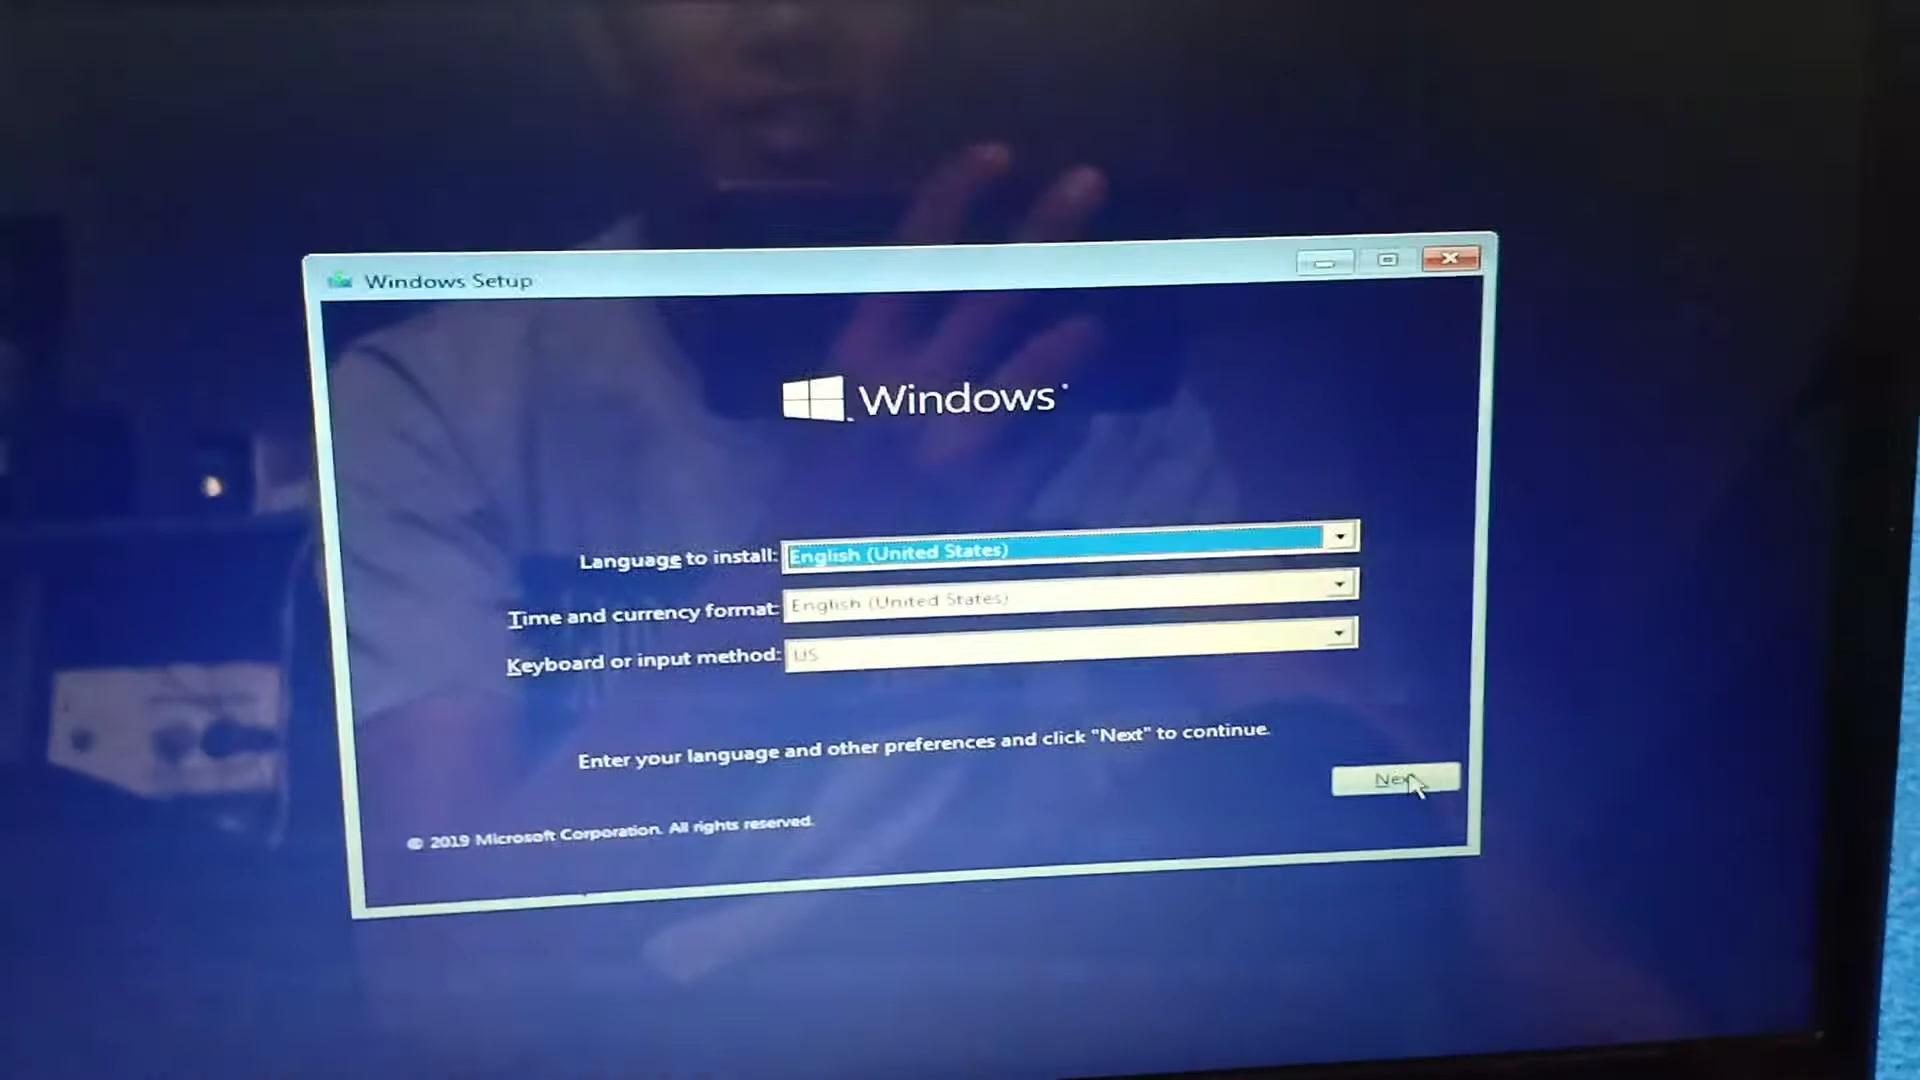 Windows Setup
Windows
Language to install: English (United States)
Time and currency format: English (United States)
Keyboard or input method: US
Enter your language and other preferences and click "Next" to continue.
Next
© 2019 Microsoft Corporation. All rights reserved.